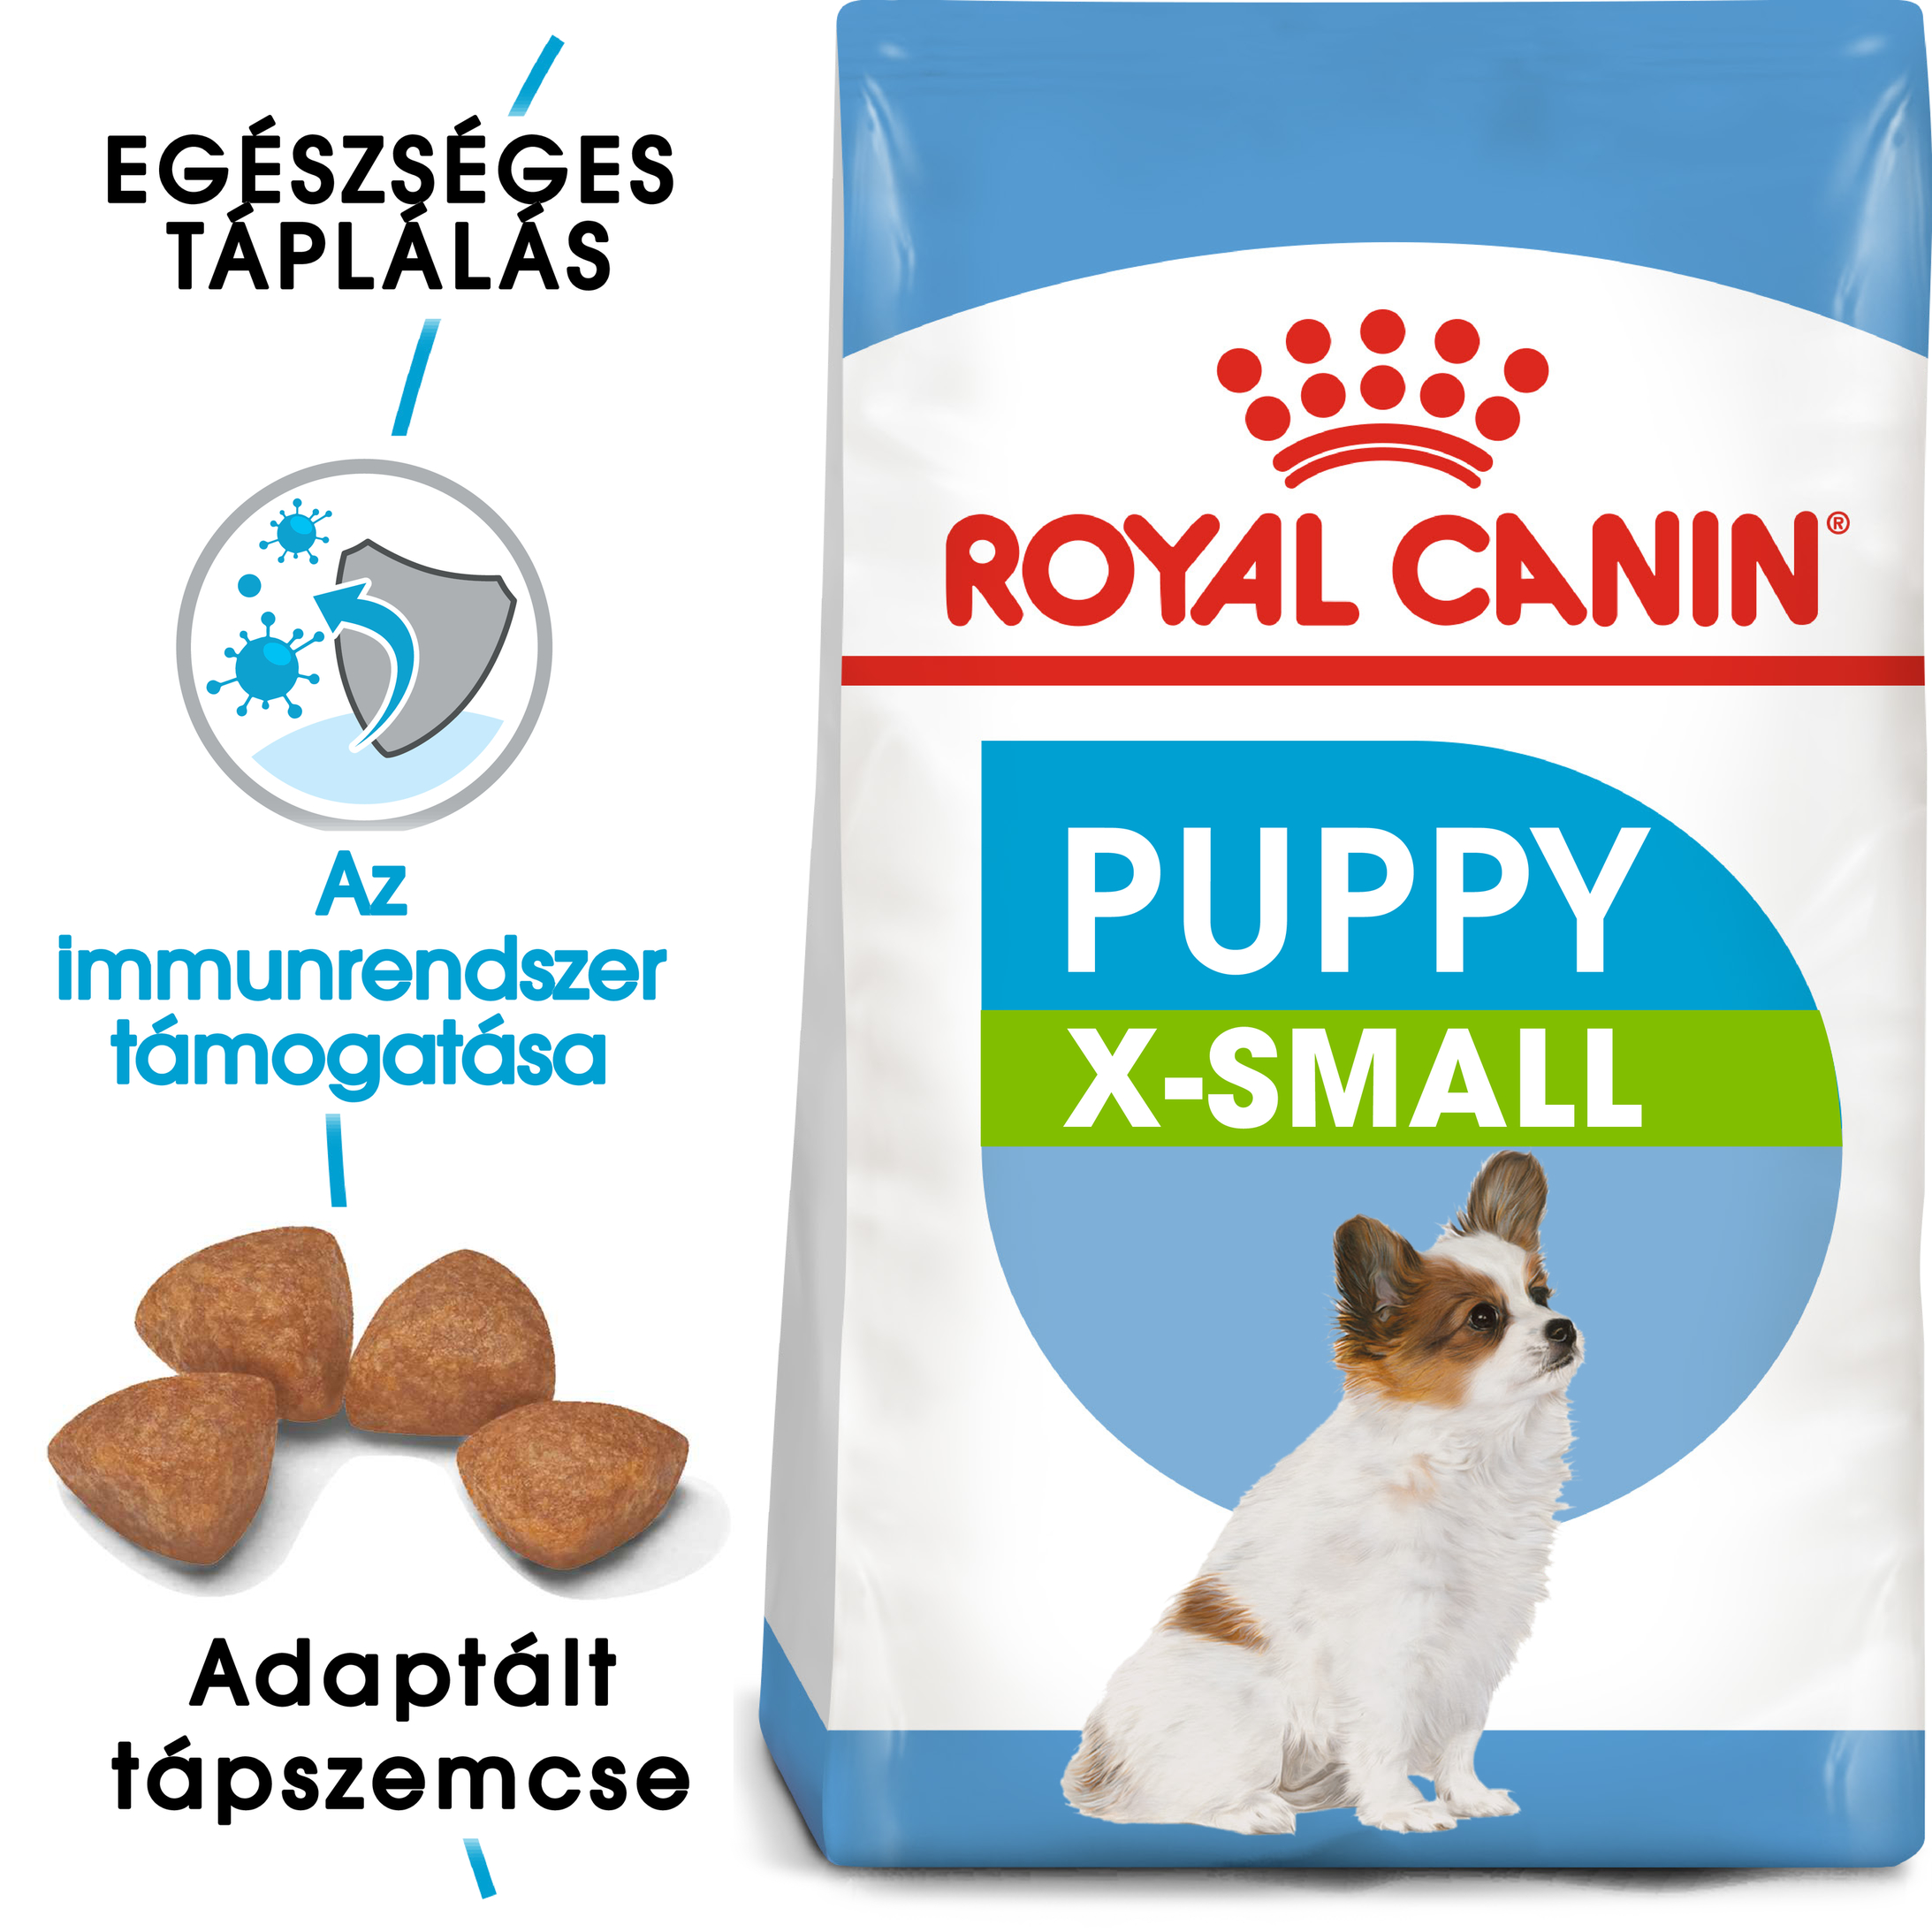 EGÉSZSÉGES
TÁPLÁLÁS
Az
immunrendszer
támogatása
Adaptált
tápszemcse
ROYAL CANIN®
PUPPY
X-SMALL